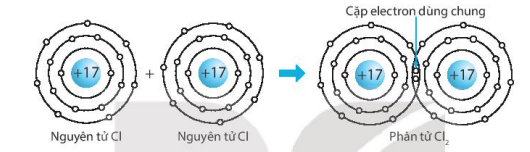 Cặp electron dùng chung
+17 + +17 +17 +17
Nguyên tử Cl Nguyên tử Cl Phân tử Cl₂